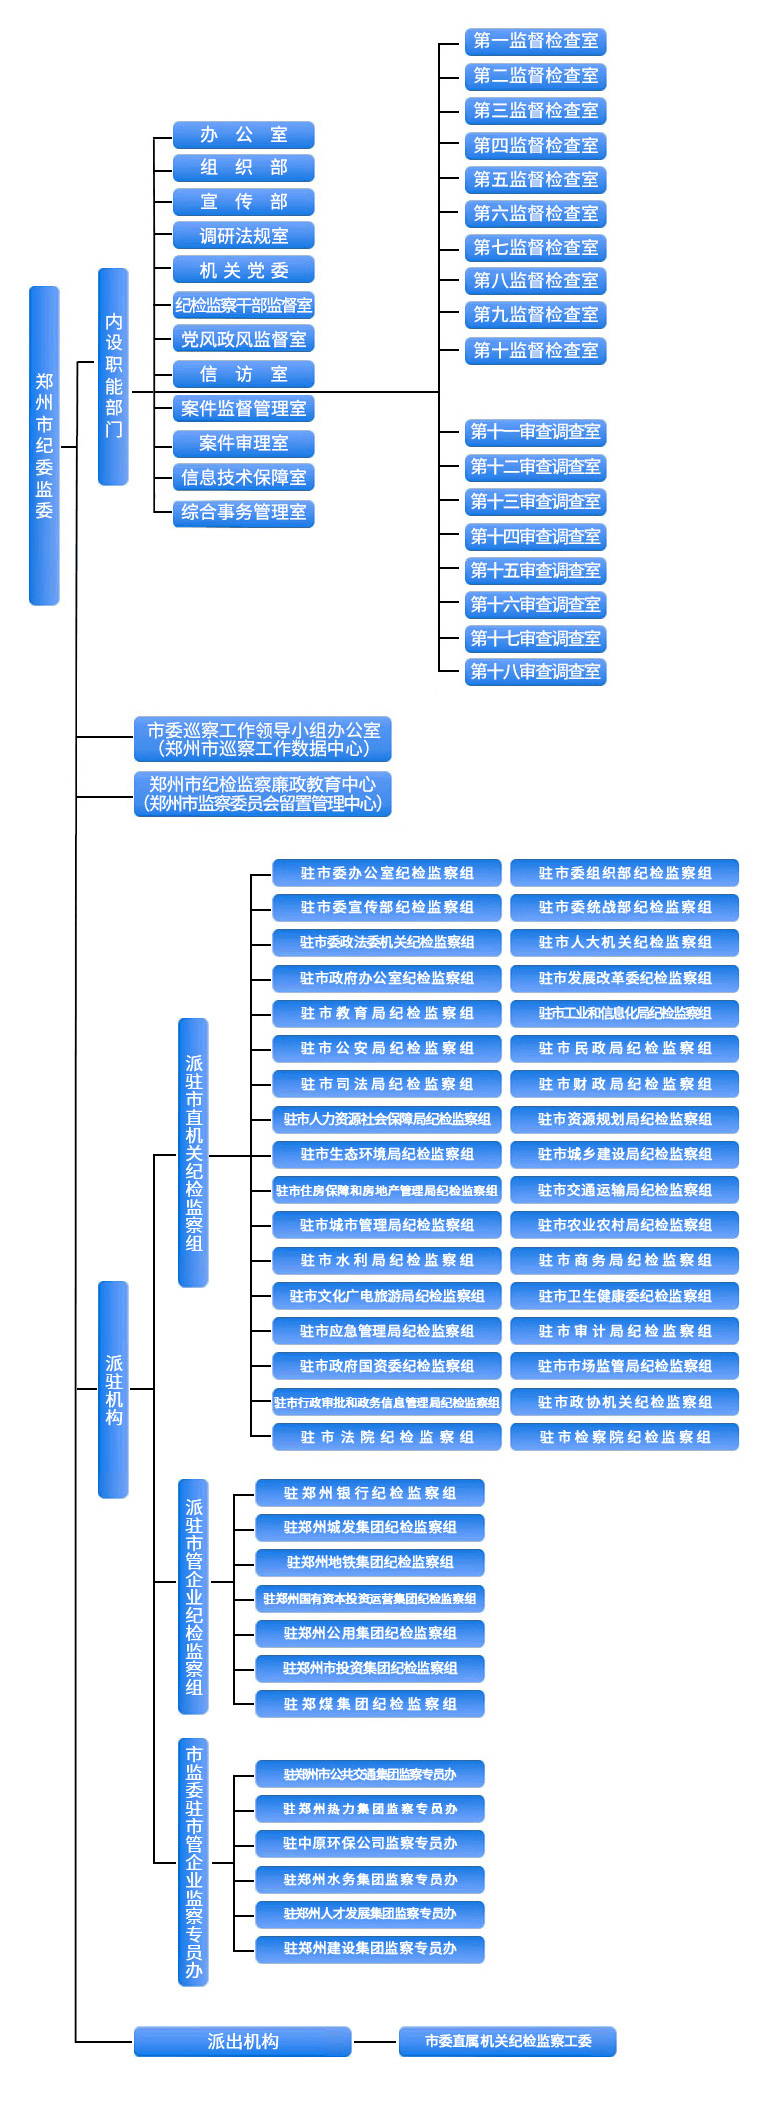 郑州市纪委监委
内设职能部门
办公室
组织部
宣传部
调研法规室
机关党委
纪检监察干部监督室
党风政风监督室
信访室
案件监督管理室
案件审理室
信息技术保障室
综合事务管理室
第一监督检查室
第二监督检查室
第三监督检查室
第四监督检查室
第五监督检查室
第六监督检查室
第七监督检查室
第八监督检查室
第九监督检查室
第十监督检查室
第十一审查调查室
第十二审查调查室
第十三审查调查室
第十四审查调查室
第十五审查调查室
第十六审查调查室
第十七审查调查室
第十八审查调查室
市委巡察工作领导小组办公室
（郑州市巡察工作数据中心）
郑州市纪检监察廉政教育中心
（郑州市监察委员会留置管理中心）
派驻机构
派驻市直机关纪检监察组
驻市委办公室纪检监察组
驻市委组织部纪检监察组
驻市委宣传部纪检监察组
驻市委统战部纪检监察组
驻市委政法委机关纪检监察组
驻市人大机关纪检监察组
驻市政府办公室纪检监察组
驻市发展改革委纪检监察组
驻市教育局纪检监察组
驻市工业和信息化局纪检监察组
驻市公安局纪检监察组
驻市民政局纪检监察组
驻市司法局纪检监察组
驻市财政局纪检监察组
驻市人力资源社会保障局纪检监察组
驻市资源规划局纪检监察组
驻市生态环境局纪检监察组
驻市城乡建设局纪检监察组
驻市住房保障和房地产管理局纪检监察组
驻市交通运输局纪检监察组
驻市城市管理局纪检监察组
驻市农业农村局纪检监察组
驻市水利局纪检监察组
驻市商务局纪检监察组
驻市文化广电旅游局纪检监察组
驻市卫生健康委纪检监察组
驻市应急管理局纪检监察组
驻市审计局纪检监察组
驻市政府国资委纪检监察组
驻市市场监管局纪检监察组
驻市行政审批和政务信息管理局纪检监察组
驻市政协机关纪检监察组
驻市法院纪检监察组
驻市检察院纪检监察组
派驻市管企业纪检监察组
驻郑州银行纪检监察组
驻郑州城发集团纪检监察组
驻郑州地铁集团纪检监察组
驻郑州国有资本投资运营集团纪检监察组
驻郑州公用集团纪检监察组
驻郑州市投资集团纪检监察组
驻郑煤集团纪检监察组
市监委驻市管企业监察专员办
驻郑州市公共交通集团监察专员办
驻郑州热力集团监察专员办
驻中原环保公司监察专员办
驻郑州水务集团监察专员办
驻郑州人才发展集团监察专员办
驻郑州建设集团监察专员办
派出机构
市委直属机关纪检监察工委